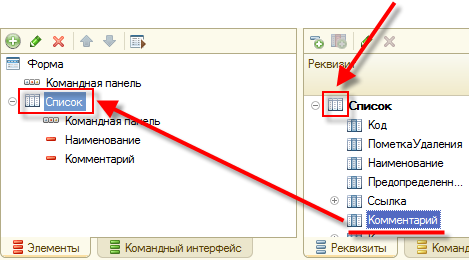 Форма
Командная панель
Список
Командная панель
Наименование
Комментарий
Элементы
Командный интерфейс
Список
Код
ПометкаУдаления
Наименование
Предопределенн...
Ссылка
Комментарий
Реквизиты